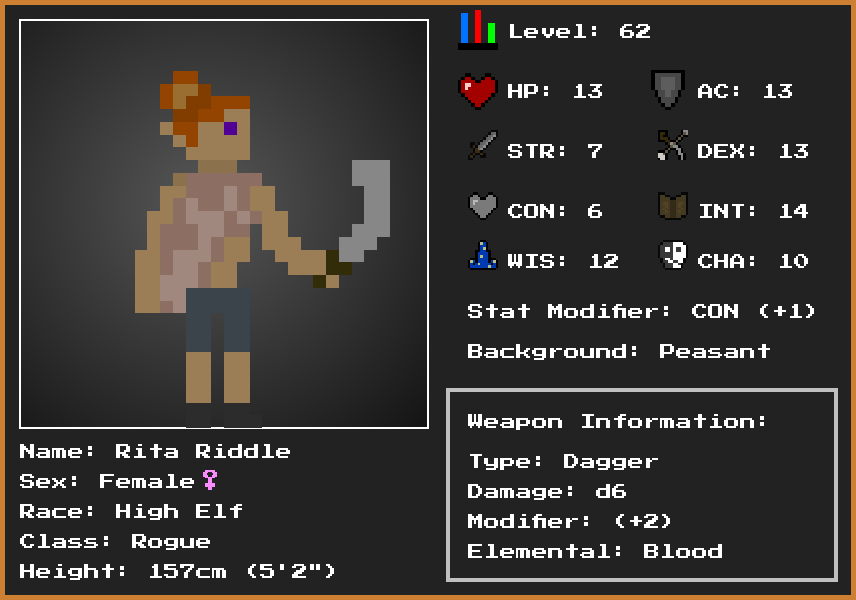 Level: 62
HP: 13
AC: 13
STR: 7
DEX: 13
CON: 6
INT: 14
WIS: 12
CHA: 10
Stat Modifier: CON (+1)
Background: Peasant
Weapon Information:
Type: Dagger
Damage: d6
Modifier: (+2)
Elemental: Blood
Name: Rita Riddle
Sex: Female♀
Race: High Elf
Class: Rogue
Height: 157cm (5'2")